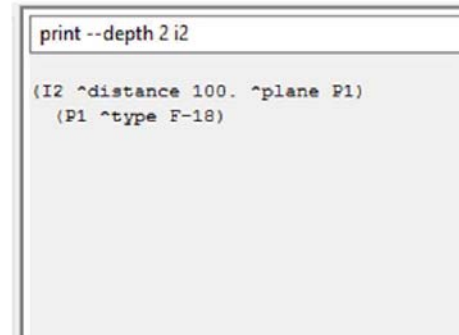 print --depth 2 i2
(I2 ^distance 100. ^plane P1)
(P1 ^type F-18)